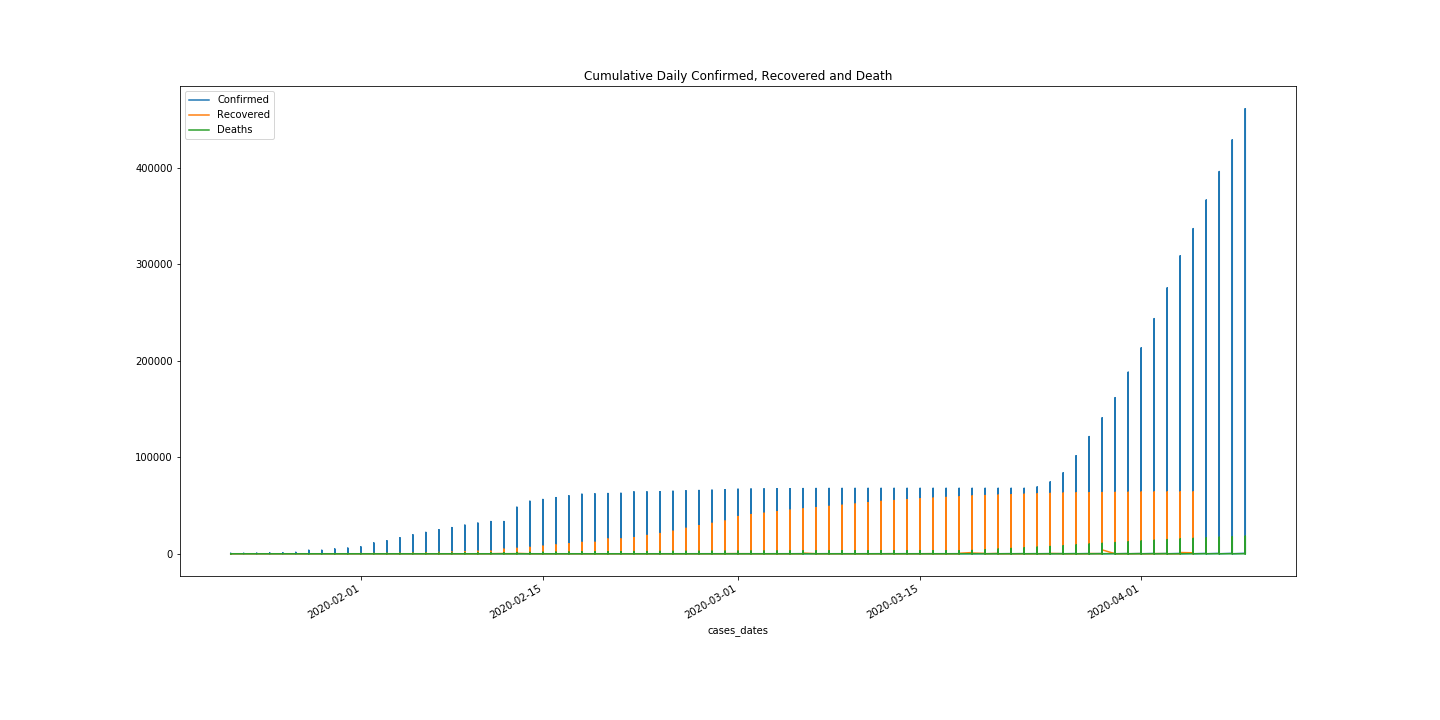 Cumulative Daily Confirmed, Recovered and Death
Confirmed
Recovered
Deaths
400000
300000
200000
100000
0
2020-02-01
2020-02-15
2020-03-01
2020-03-15
2020-04-01
cases_dates